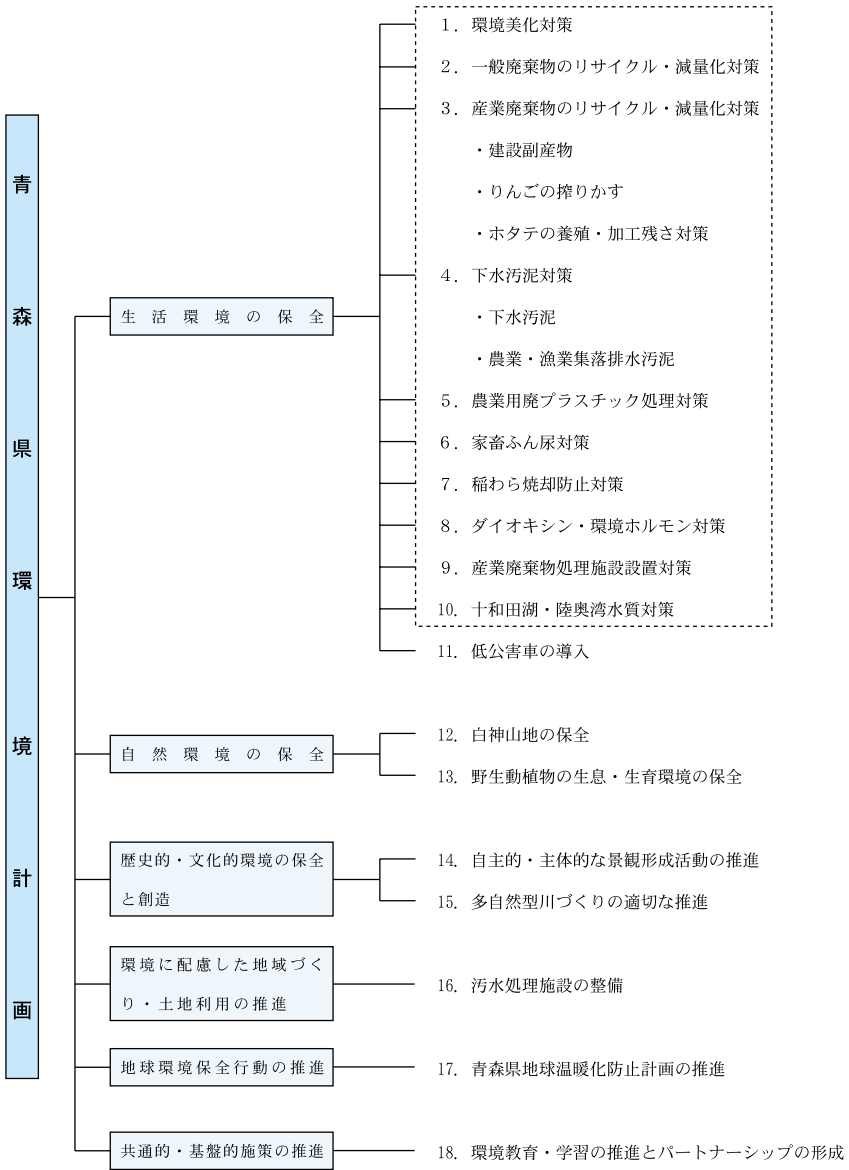 青森県環境計画
生活環境の保全
1．環境美化対策
2．一般廃棄物のリサイクル・減量化対策
3．産業廃棄物のリサイクル・減量化対策
・建設副産物
・りんごの搾りかす
・ホタテの養殖・加工残さ対策
4．下水汚泥対策
・下水汚泥
・農業・漁業集落排水汚泥
5．農業用廃プラスチック処理対策
6．家畜ふん尿対策
7．稲わら焼却防止対策
8．ダイオキシン・環境ホルモン対策
9．産業廃棄物処理施設設置対策
10．十和田湖・陸奥湾水質対策
11．低公害車の導入
自然環境の保全
12．白神山地の保全
13．野生動植物の生息・生育環境の保全
歴史的・文化的環境の保全
と創造
14．自主的・主体的な景観形成活動の推進
15．多自然型川づくりの適切な推進
環境に配慮した地域づく
り・土地利用の推進
16．汚水処理施設の整備
地球環境保全行動の推進
17．青森県地球温暖化防止計画の推進
共通的・基盤的施策の推進
18．環境教育・学習の推進とパートナーシップの形成